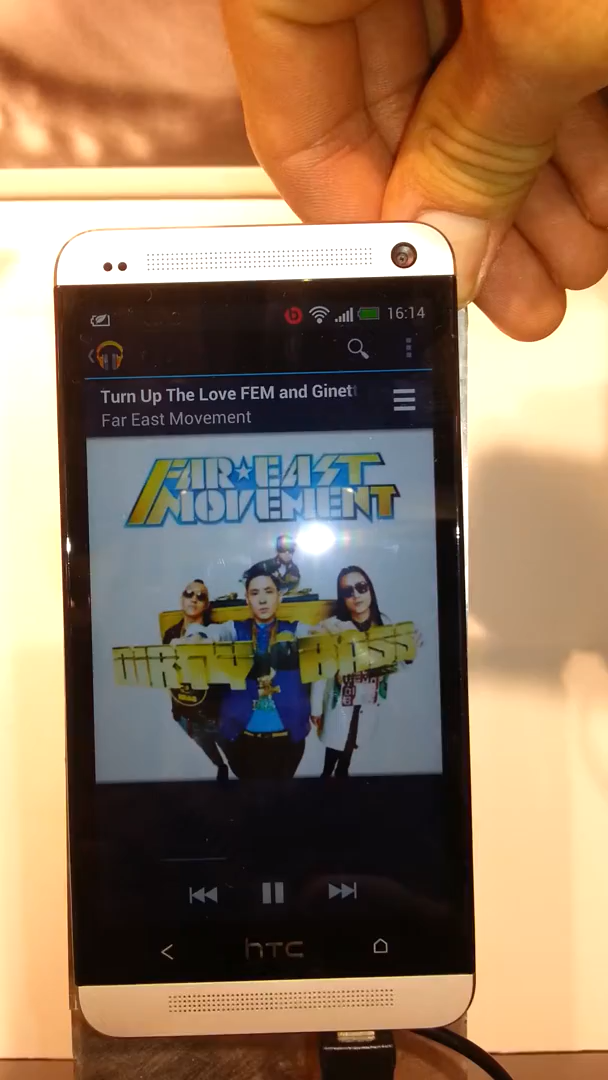 16:14
Turn Up The Love FEM and Ginett
Far East Movement
FAR★EAST
MOVEMENT
DIRTY BASS
hTC